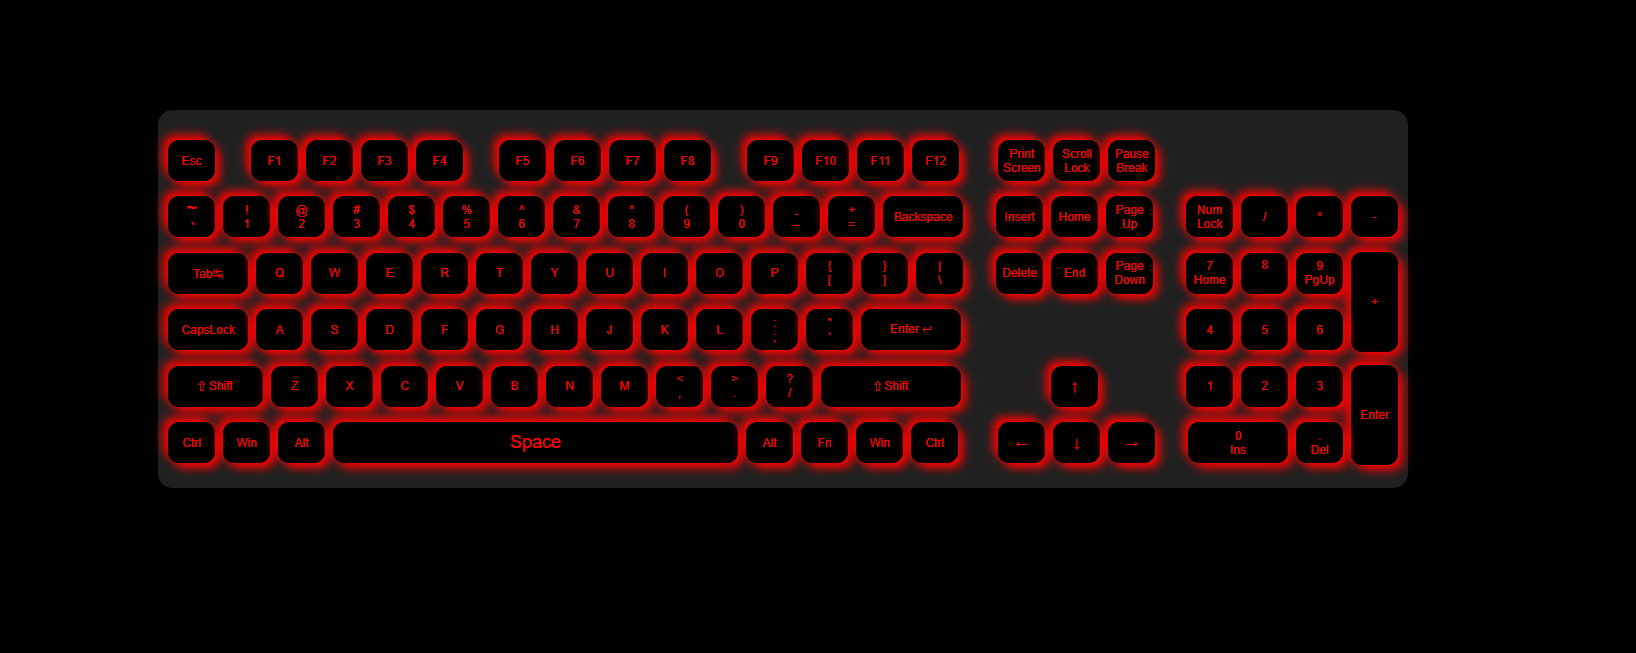 Esc F1 F2 F3 F4 F5 F6 F7 F8 F9 F10 F11 F12 Print Screen Scroll Lock Pause Break
~ ` ! 1 @ 2 # 3 $ 4 % 5 ^ 6 & 7 * 8 ( 9 ) 0 - _ + = Backspace Insert Home Page Up Num Lock / * -
Tab↹ Q W E R T Y U I O P { [ } ] | \ Delete End Page Down 7 Home 8 9 PgUp +
CapsLock A S D F G H J K L : ; " ' Enter ↩ 4 5 6
⇧ Shift Z X C V B N M < , > . ? / ⇧ Shift ↑ 1 2 3 Enter
Ctrl Win Alt Space Alt Fn Win Ctrl ← ↓ → 0 Ins . Del